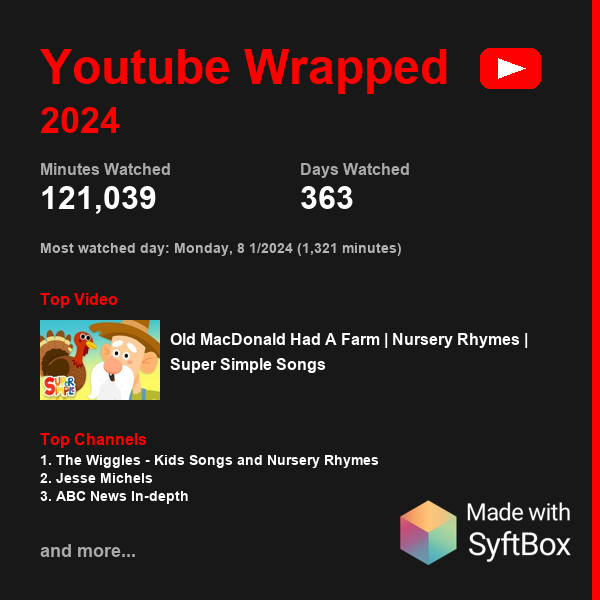 Youtube Wrapped
2024
Minutes Watched
121,039
Days Watched
363
Most watched day: Monday, 8 1/2024 (1,321 minutes)
Top Video
SUPER
SIMPLE
Old MacDonald Had A Farm | Nursery Rhymes |
Super Simple Songs
Top Channels
1. The Wiggles - Kids Songs and Nursery Rhymes
2. Jesse Michels
3. ABC News In-depth
and more...
Made with
SyftBox